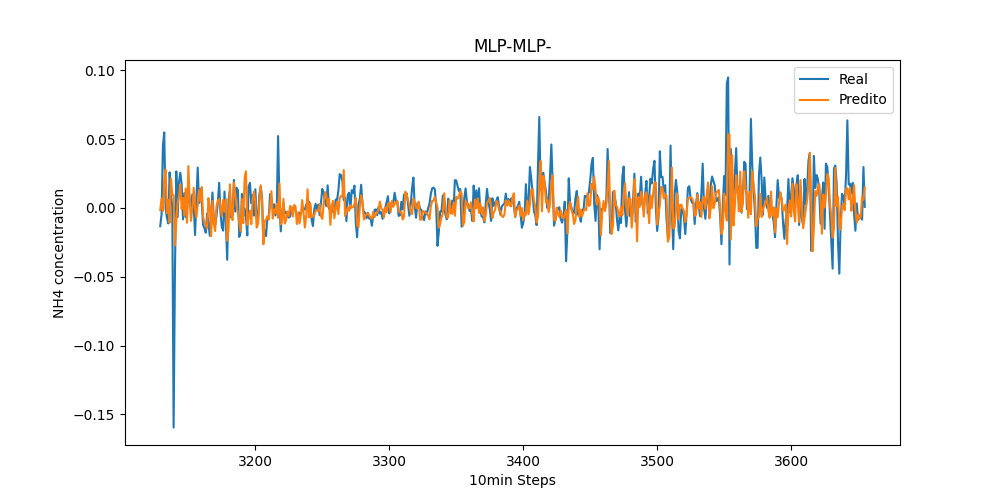 MLP-MLP-
Real
Predito
0.10
0.05
0.00
−0.05
−0.10
−0.15
NH4 concentration
3200 3300 3400 3500 3600
10min Steps